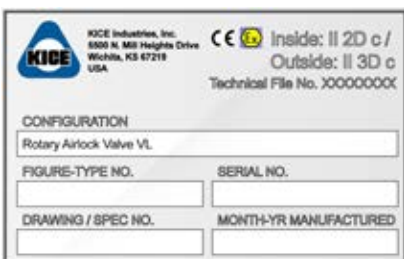 KICE
KICE Industries, Inc.
5500 N. Mill Heights Drive
Wichita, KS 67219
USA
CE Ex Inside: II 2D c /
Outside: II 3D c
Technical File No. XXXXXXXX
CONFIGURATION
Rotary Airlock Valve VL
FIGURE-TYPE NO.
SERIAL NO.
DRAWING / SPEC NO.
MONTH-YR MANUFACTURED